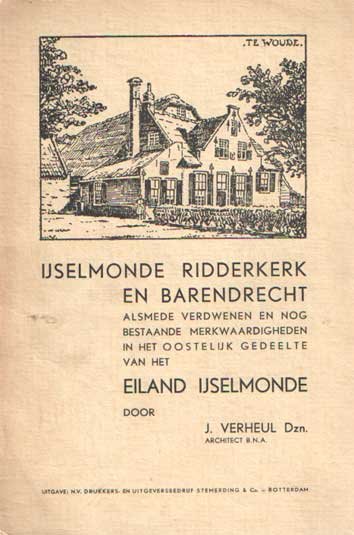 .TE WOUDE.
IJSELMONDE RIDDERKERK
EN BARENDRECHT
ALSMEDE VERDWENEN EN NOG
BESTAANDE MERKWAARDIGHEDEN
IN HET OOSTELIJK GEDEELTE
VAN HET
EILAND IJSELMONDE
DOOR
J. VERHEUL Dzn.
ARCHITECT B.N.A.
UITGAVE: N.V. DRUKKERS- EN UITGEVERSBEDRIJF STEMERDING & Co. – ROTTERDAM